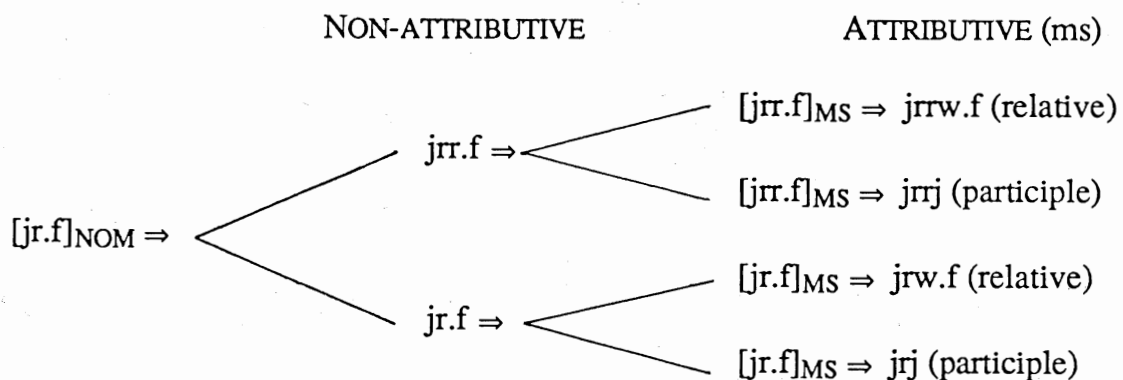 NON-ATTRIBUTIVE ATTRIBUTIVE (ms)
[jrr.f]MS ⇒ jrrw.f (relative)
jrr.f ⇒
[jrr.f]MS ⇒ jrrj (participle)
[jr.f]NOM ⇒
[jr.f]MS ⇒ jrw.f (relative)
jr.f ⇒
[jr.f]MS ⇒ jrj (participle)